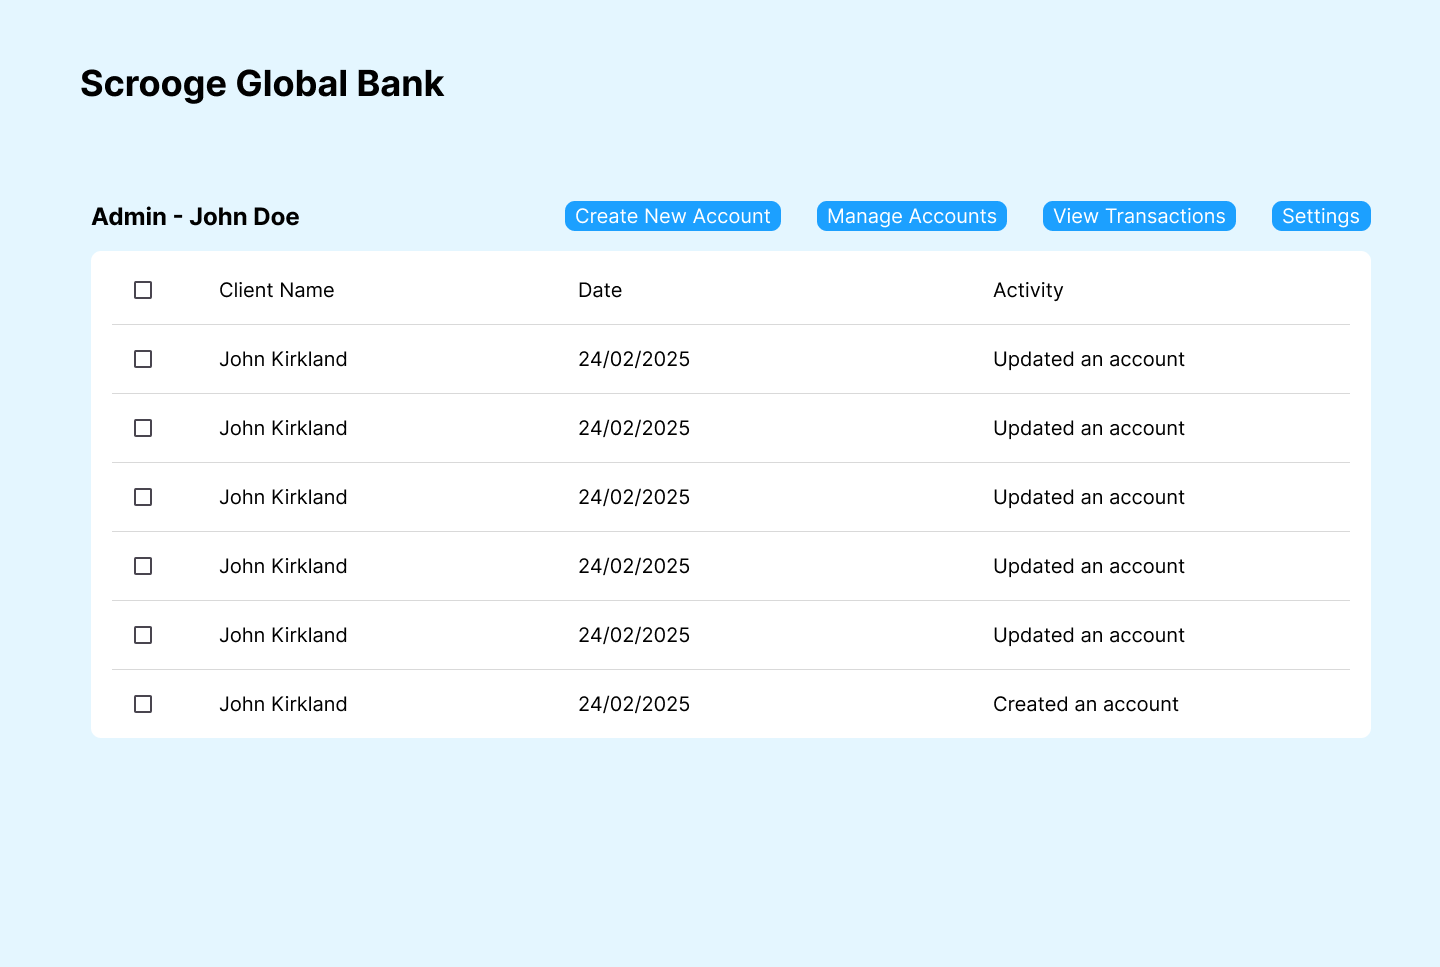 Scrooge Global Bank
Admin - John Doe Create New Account Manage Accounts View Transactions Settings
Client Name Date Activity
John Kirkland 24/02/2025 Updated an account
John Kirkland 24/02/2025 Updated an account
John Kirkland 24/02/2025 Updated an account
John Kirkland 24/02/2025 Updated an account
John Kirkland 24/02/2025 Updated an account
John Kirkland 24/02/2025 Created an account